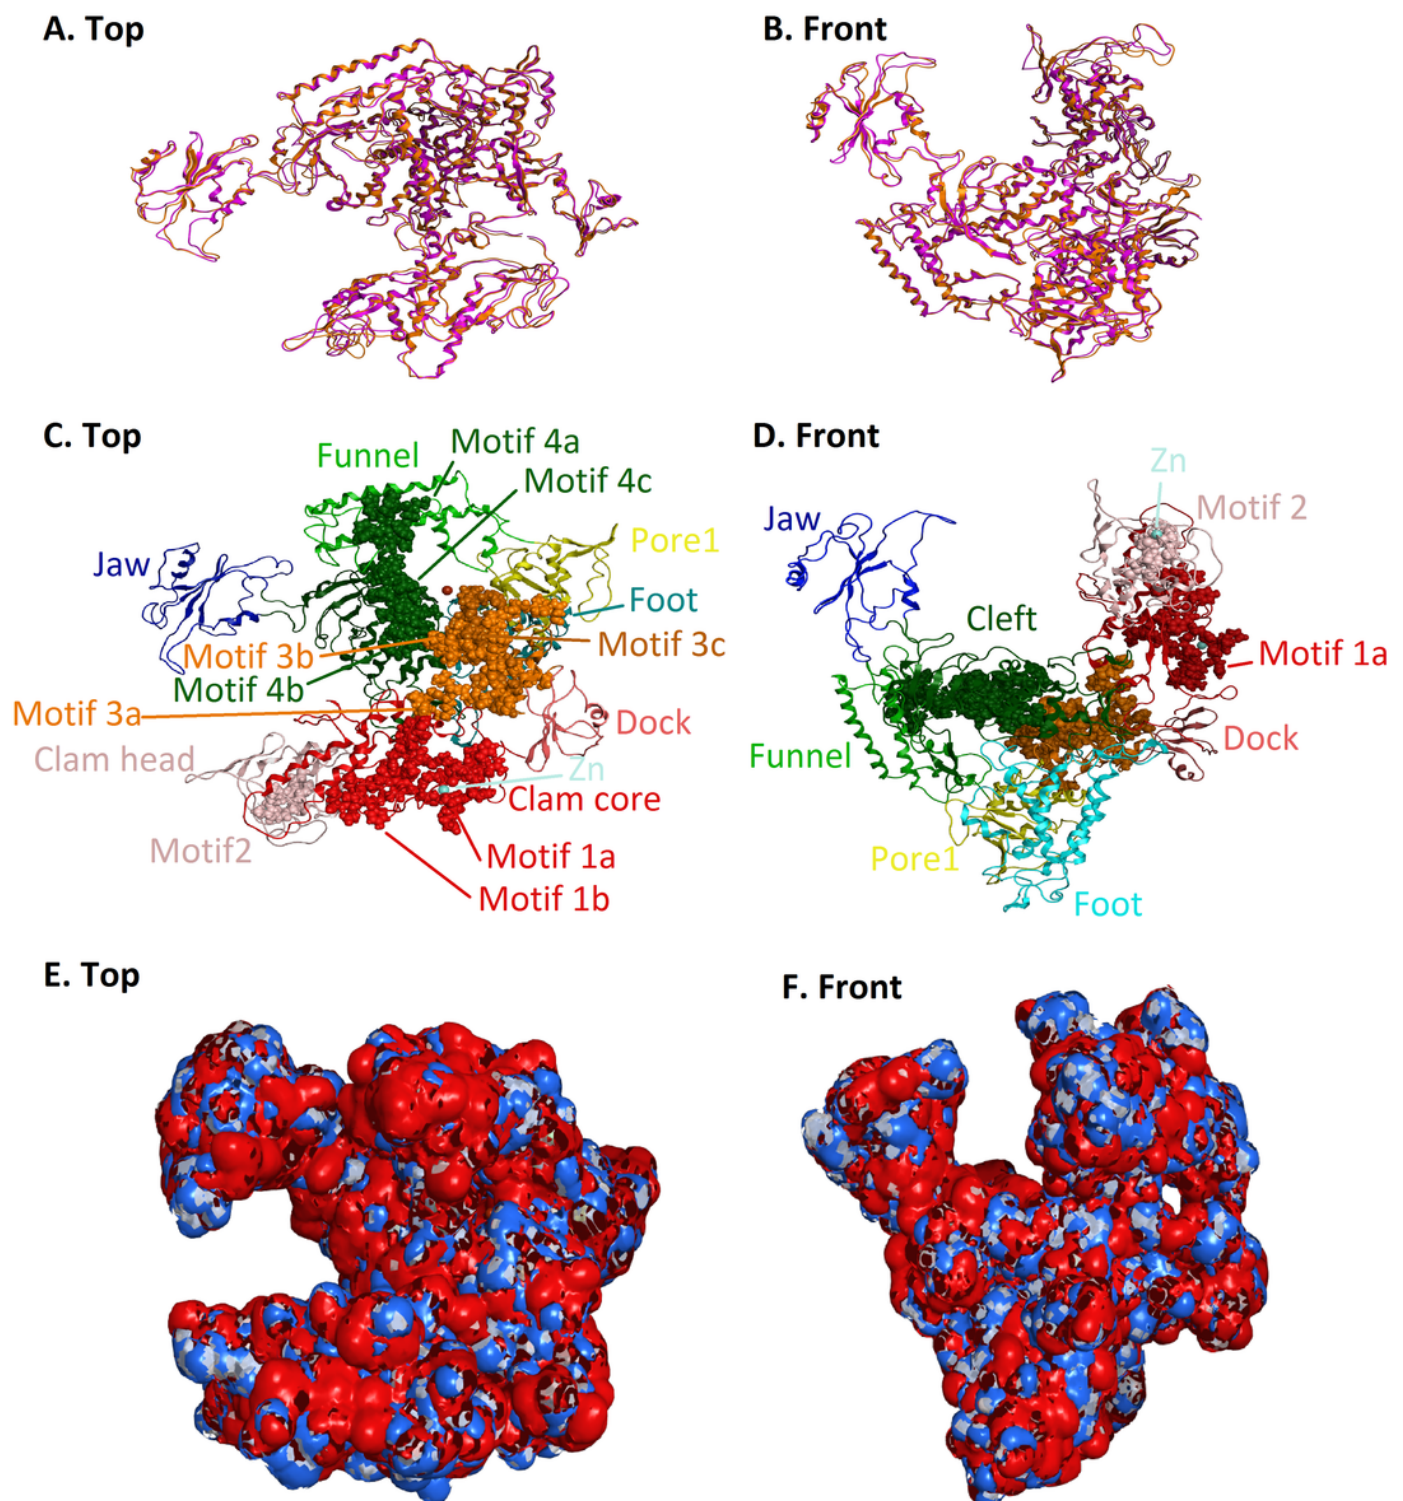 A. Top
B. Front
C. Top
Funnel
Motif 4a
Motif 4c
Jaw
Pore1
Foot
Motif 3b
Motif 3c
Motif 4b
Motif 3a
Clam head
Dock
Zn
Clam core
Motif2
Motif 1a
Motif 1b
D. Front
Zn
Jaw
Motif 2
Cleft
Motif 1a
Funnel
Dock
Pore1
Foot
E. Top
F. Front